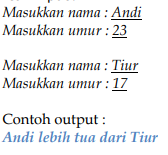 Masukkan nama : Andi
Masukkan umur : 23
Masukkan nama : Tiur
Masukkan umur : 17
Contoh output :
Andi lebih tua dari Tiur